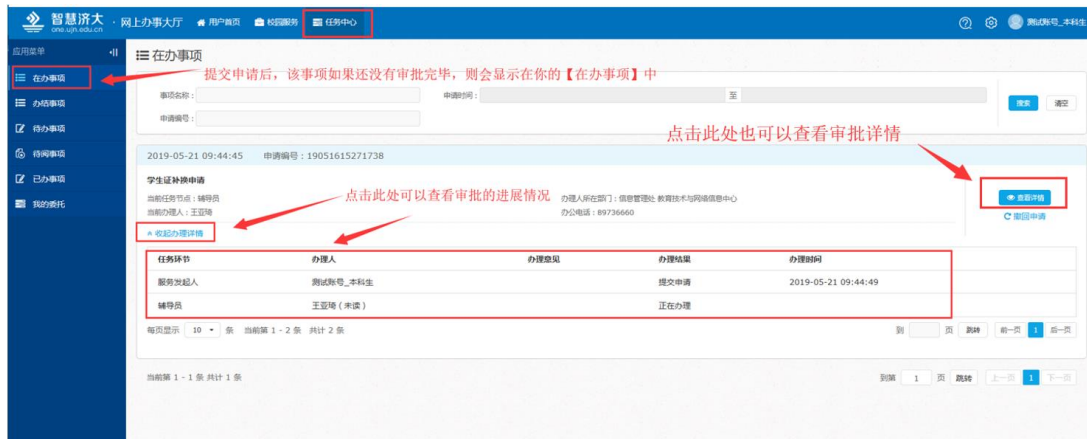 智慧济大
one.ujn.edu.cn
· 网上办事大厅
用户首页
校园服务
任务中心
测试账号_本科生
应用菜单
在办事项
办结事项
待办事项
待阅事项
已办事项
我的委托
在办事项
提交申请后，该事项如果还没有审批完毕，则会显示在你的【在办事项】中
事项名称：
申请时间：
至
搜索
清空
申请编号：
点击此处也可以查看审批详情
2019-05-21 09:44:45 申请编号：19051615271738
学生证补换申请
点击此处可以查看审批的进展情况
当前任务节点：辅导员
办理人所在部门：信息管理处 教育技术与网络信息中心
查看详情
当前办理人：王亚琦
办公电话：89736660
撤回申请
收起办理详情
任务环节 办理人 办理意见 办理结果 办理时间
服务发起人 测试账号_本科生 提交申请 2019-05-21 09:44:49
辅导员 王亚琦（未读） 正在办理
每页显示 10 条 当前第 1 - 2 条 共计 2 条
到 页 跳转 前一页 1 后一页
当前第 1 - 1 条 共计 1 条
到第 1 页 跳转 上一页 1 下一页